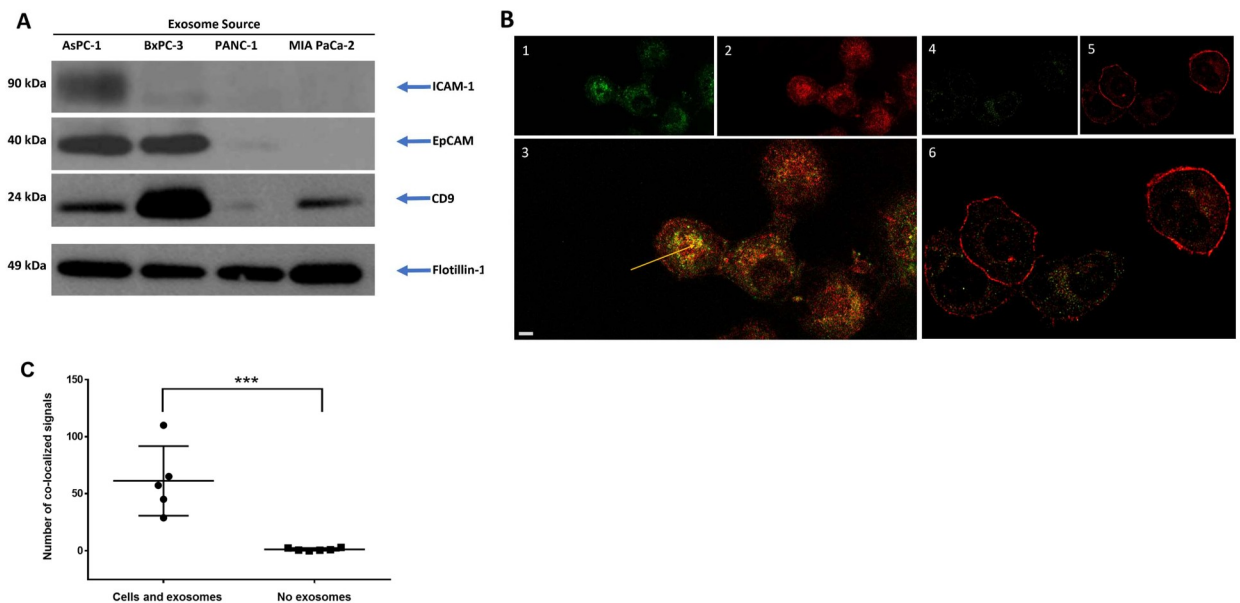 A
Exosome Source
AsPC-1 BxPC-3 PANC-1 MIA PaCa-2
90 kDa ICAM-1
40 kDa EpCAM
24 kDa CD9
49 kDa Flotillin-1
B
1 2 4 5
3 6
C
***
150
100
50
0
Number of co-localized signals
Cells and exosomes No exosomes